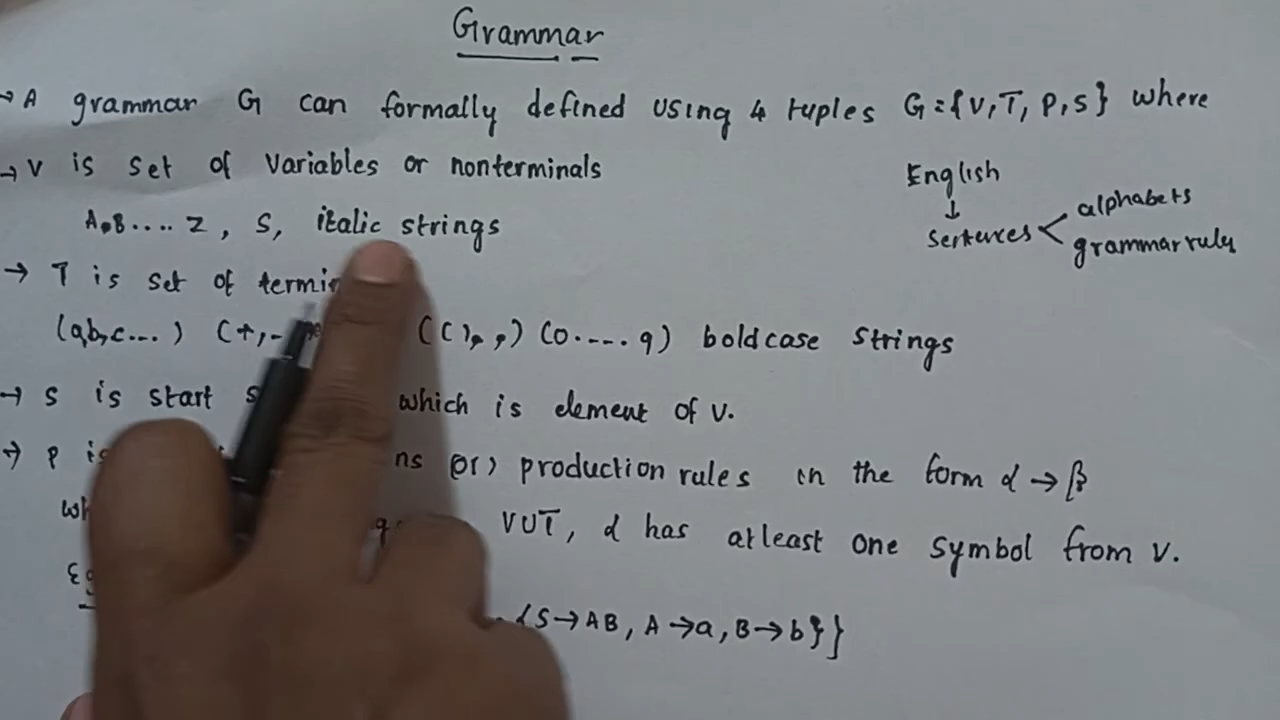 Grammar
→ A grammar G can formally defined using 4 tuples G={V,T,P,S} where
→ V is set of variables or nonterminals
A,B....Z, S, italic strings
English
↓
sentences < alphabets
grammar rules
→ T is set of
(a,b,c...) (+,- ( ( ), , ) (0....9) boldcase strings
→ S is start which is element of V.
→ P is (or) production rules in the form α → β
VUT, α has atleast one symbol from V.
{S→AB, A→a, B→b}}